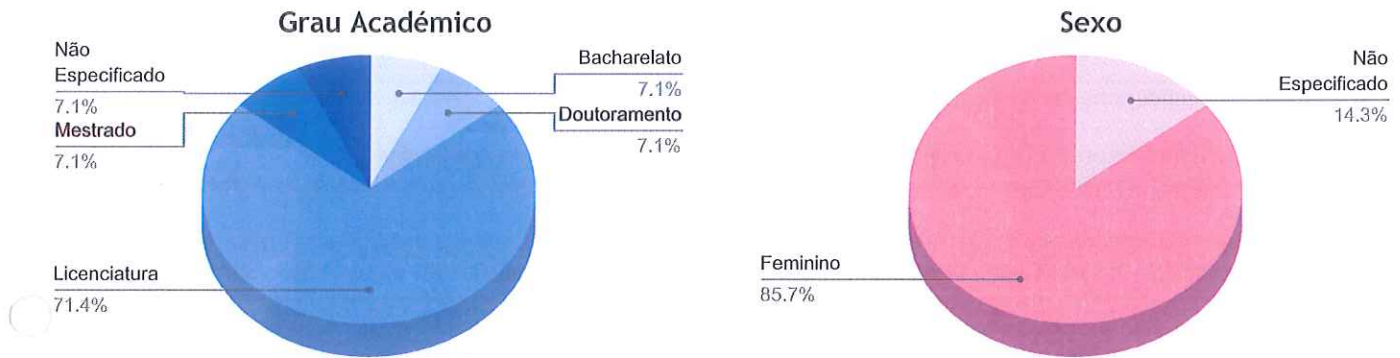 Grau Académico
Não
Especificado
7.1%
Mestrado
7.1%
Licenciatura
71.4%
Bacharelato
7.1%
Doutoramento
7.1%
Sexo
Não
Especificado
14.3%
Feminino
85.7%